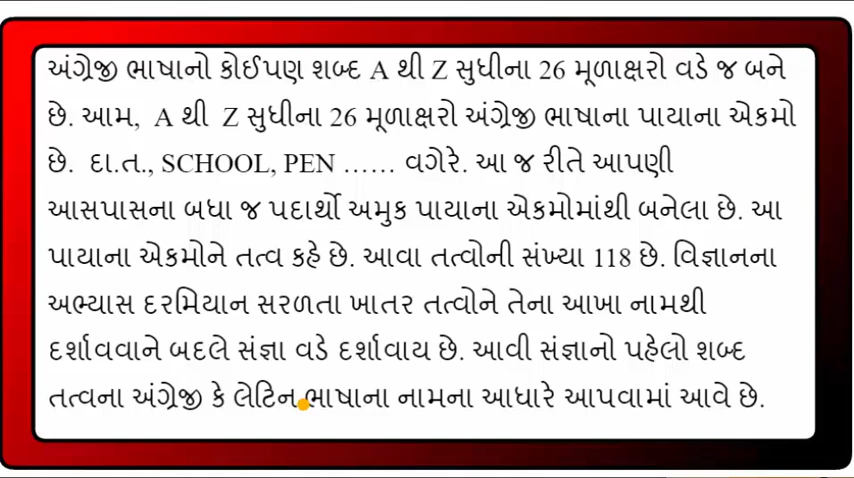 અંગ્રેજી ભાષાનો કોઈપણ શબ્દ A થી Z સુધીના 26 મૂળાક્ષરો વડે જ બને
છે. આમ, A થી Z સુધીના 26 મૂળાક્ષરો અંગ્રેજી ભાષાના પાયાના એકમો
છે. દા.ત., SCHOOL, PEN …… વગેરે. આ જ રીતે આપણી
આસપાસના બધા જ પદાર્થો અમુક પાયાના એકમોમાંથી બનેલા છે. આ
પાયાના એકમોને તત્વ કહે છે. આવા તત્વોની સંખ્યા 118 છે. વિજ્ઞાનના
અભ્યાસ દરમિયાન સરળતા ખાતર તત્વોને તેના આખા નામથી
દર્શાવવાને બદલે સંજ્ઞા વડે દર્શાવાય છે. આવી સંજ્ઞાનો પહેલો શબ્દ
તત્વના અંગ્રેજી કે લેટિન ભાષાના નામના આધારે આપવામાં આવે છે.